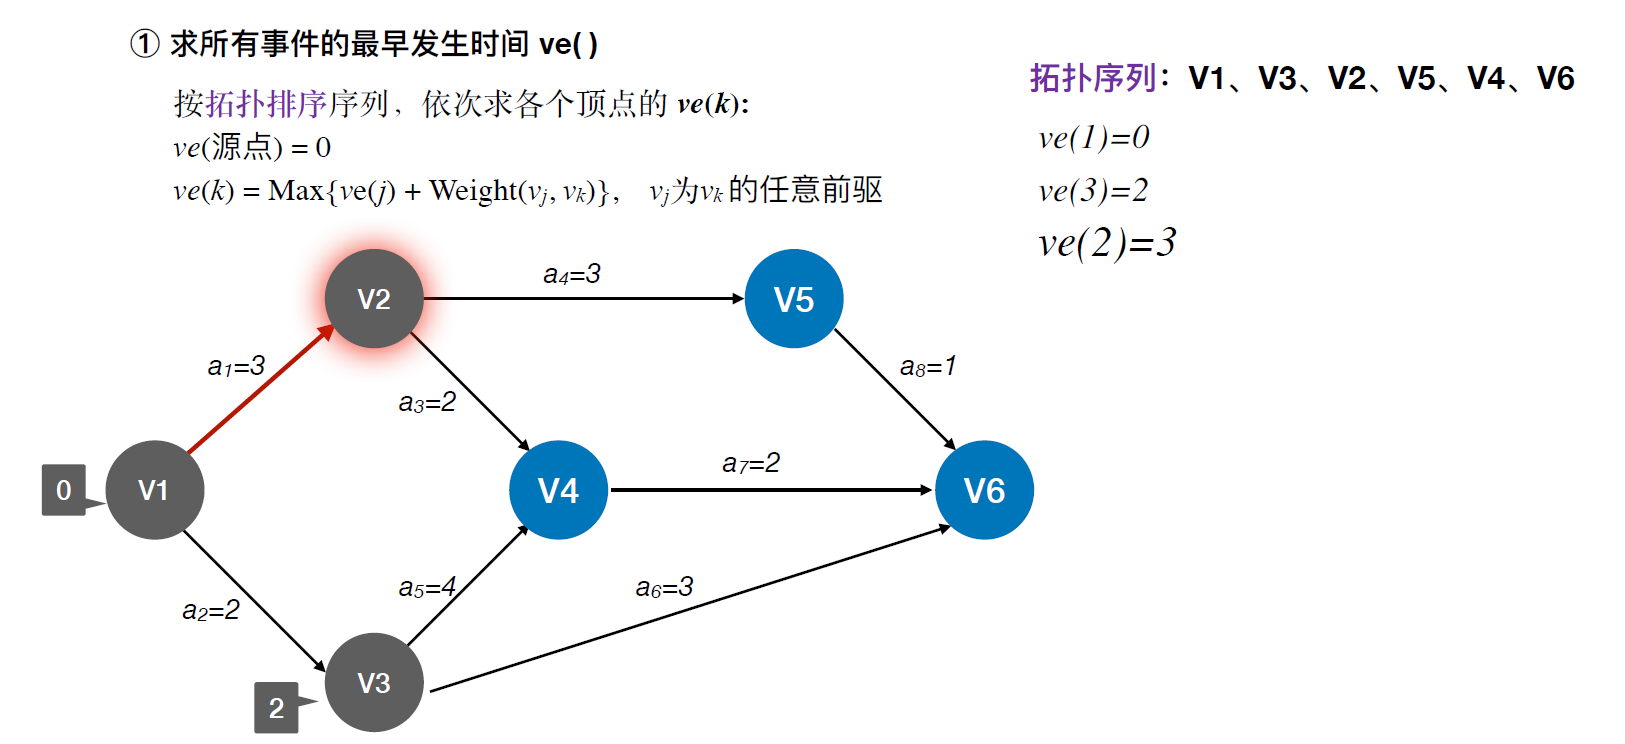 ① 求所有事件的最早发生时间 ve( )
按拓扑排序序列，依次求各个顶点的 ve(k):
ve(源点) = 0
ve(k) = Max{ve(j) + Weight(vj, vk)}, vj为vk 的任意前驱
拓扑序列：V1、V3、V2、V5、V4、V6
ve(1)=0
ve(3)=2
ve(2)=3
V2
a4=3
V5
a1=3
a3=2
a8=1
0
V1
V4
a7=2
V6
a2=2
a5=4
a6=3
V3
2